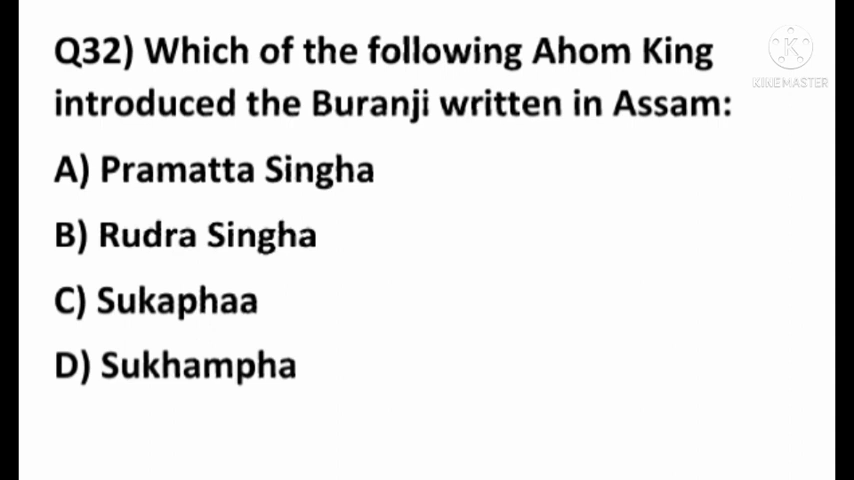 Q32) Which of the following Ahom King
introduced the Buranji written in Assam:
A) Pramatta Singha
B) Rudra Singha
C) Sukaphaa
D) Sukhampha
K
KINEMASTER